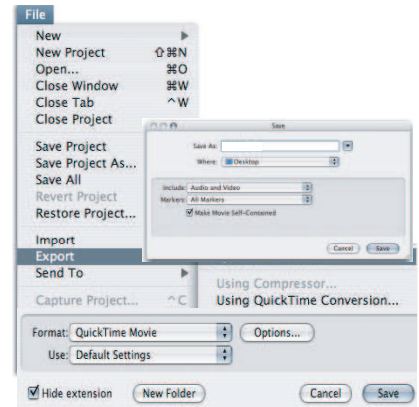 File
New
New Project ⇧⌘N
Open... ⌘O
Close Window ⌘W
Close Tab ^W
Close Project
Save Project
Save Project As...
Save All
Revert Project
Restore Project...
Import
Export
Send To
Capture Project... ^C
Save
Save As:
Where: Desktop
Include: Audio and Video
Markers: All Markers
Make Movie Self-Contained
Cancel Save
Using Compressor...
Using QuickTime Conversion...
Format: QuickTime Movie Options...
Use: Default Settings
Hide extension New Folder Cancel Save